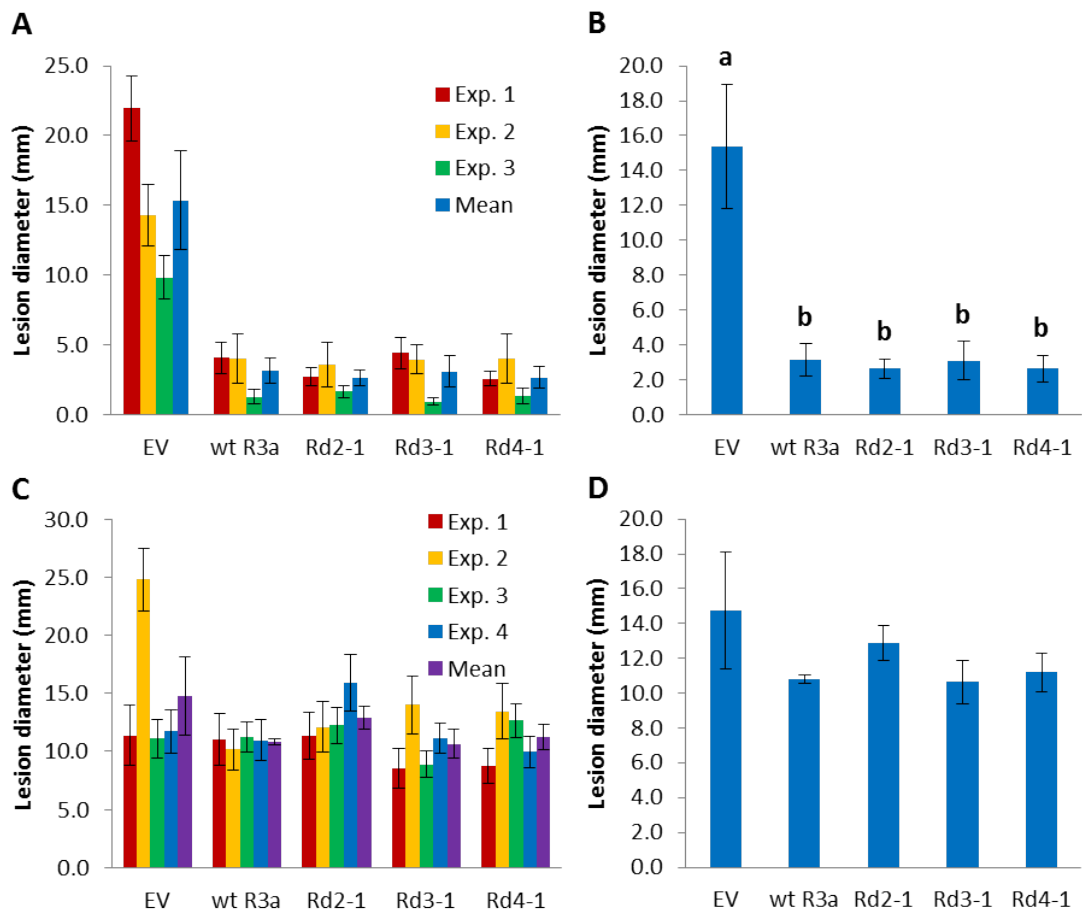 A
Lesion diameter (mm)
25.0
20.0
15.0
10.0
5.0
0.0
Exp. 1
Exp. 2
Exp. 3
Mean
EV wt R3a Rd2-1 Rd3-1 Rd4-1
B
Lesion diameter (mm)
20.0
18.0
16.0
14.0
12.0
10.0
8.0
6.0
4.0
2.0
0.0
a
b b b b
EV wt R3a Rd2-1 Rd3-1 Rd4-1
C
Lesion diameter (mm)
30.0
25.0
20.0
15.0
10.0
5.0
0.0
Exp. 1
Exp. 2
Exp. 3
Exp. 4
Mean
EV wt R3a Rd2-1 Rd3-1 Rd4-1
D
Lesion diameter (mm)
20.0
18.0
16.0
14.0
12.0
10.0
8.0
6.0
4.0
2.0
0.0
EV wt R3a Rd2-1 Rd3-1 Rd4-1